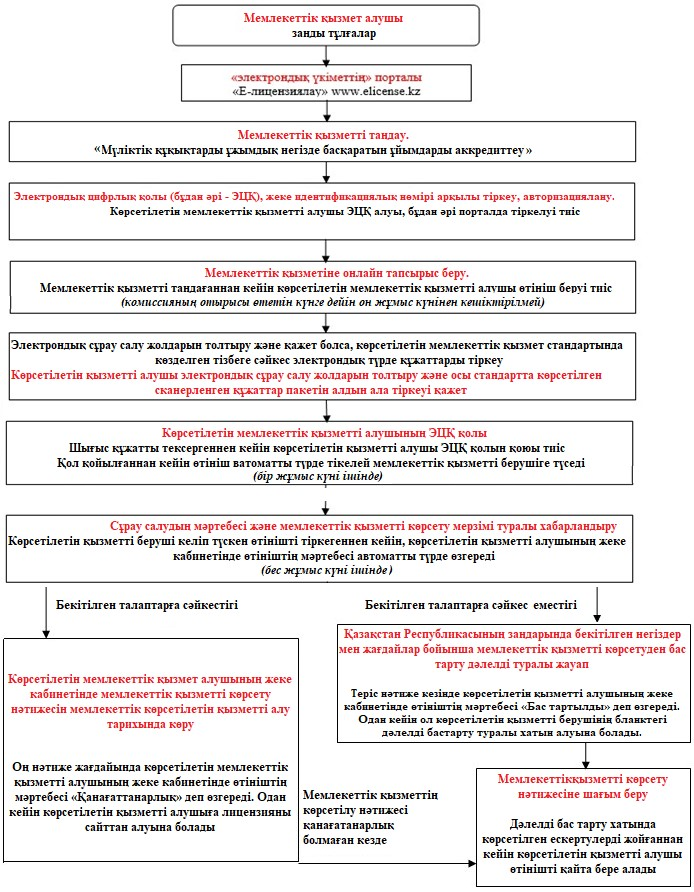 Мемлекеттік қызмет алушы
заңды тұлғалар
«электрондық үкіметтің» порталы
«Е-лицензиялау» www.elicense.kz
Мемлекеттік қызметті таңдау.
«Мүліктік құқықтарды ұжымдық негізде басқаратын ұйымдарды аккредиттеу»
Электрондық цифрлық қолы (бұдан әрі - ЭЦҚ), жеке идентификациялық нөмірі арқылы тіркеу, авторизациялану.
Көрсетілетін мемлекеттік қызметті алушы ЭЦҚ алуы, бұдан әрі порталда тіркелуі тиіс
Мемлекеттік қызметіне онлайн тапсырыс беру.
Мемлекеттік қызметті таңдағаннан кейін көрсетілетін мемлекеттік қызметті алушы өтініш беруі тиіс
(комиссияның отырысы өтетін күнге дейін он жұмыс күнінен кешіктірілмей)
Электрондық сұрау салу жолдарын толтыру және қажет болса, көрсетілетін мемлекеттік қызмет стандартында
көзделген тізбеге сәйкес электрондық түрде құжаттарды тіркеу
Көрсетілетін қызметті алушы электрондық сұрау салу жолдарын толтыру және осы стандартта көрсетілген
сканерленген құжаттар пакетін алдын ала тіркеуі қажет
Көрсетілетін мемлекеттік қызметті алушының ЭЦҚ қолы
Шығыс құжатты тексергеннен кейін көрсетілетін қызметті алушы ЭЦҚ қолын қоюы тиіс
Қол қойылғаннан кейін өтініш ватоматты түрде тікелей мемлекеттік қызметті берушіге түседі
(бір жұмыс күні ішінде)
Сұрау салудың мәртебесі және мемлекеттік қызметті көрсету мерзімі туралы хабарландыру
Көрсетілетін қызметті беруші келіп түскен өтінішті тіркегеннен кейін, көрсетілетін қызметті алушының жеке
кабинетінде өтініштің мәртебесі автоматты түрде өзгереді
(бес жұмыс күні ішінде)
Бекітілген талаптарға сәйкестігі
Бекітілген талаптарға сәйкес еместігі
Көрсетілетін мемлекеттік қызмет алушының жеке
кабинетінде мемлекеттік қызметті көрсету
нәтижесін мемлекеттік көрсетілетін қызметті алу
тарихында көру
Оң нәтиже жағдайында көрсетілетін мемлекеттік
қызметті алушының жеке кабинетінде өтініштің
мәртебесі «Қанағаттанарлық» деп өзгереді. Одан
кейін көрсетілетін қызметті алушыға лицензияны
сайттан алуына болады
Қазақстан Республикасының заңдарында бекітілген негіздер
мен жағдайлар бойынша мемлекеттік қызметті көрсетуден бас
тарту дәлелді туралы жауап
Теріс нәтиже кезінде көрсетілетін қызметті алушының жеке
кабинетінде өтініштің мәртебесі «Бас тартылды» деп өзгереді.
Одан кейін ол көрсетілетін қызметті берушінің бланктегі
дәлелді бастарту туралы хатын алуына болады.
Мемлекеттік қызметтің
көрсетілу нәтижесі
қанағатанарлық
болмаған кезде
Мемлекеттікқызметті көрсету
нәтижесіне шағым беру
Дәлелді бас тарту хатында
көрсетілген ескертулерді жойғаннан
кейін көрсетілетін қызметті алушы
өтінішті қайта бере алады